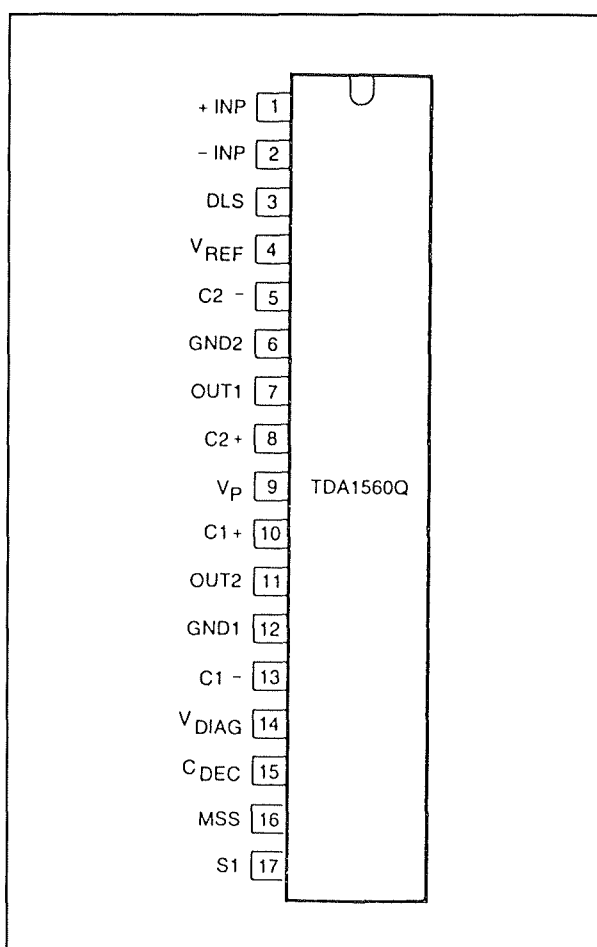 + INP 1
- INP 2
DLS 3
VREF 4
C2 - 5
GND2 6
OUT1 7
C2 + 8
VP 9 TDA1560Q
C1 + 10
OUT2 11
GND1 12
C1 - 13
VDIAG 14
CDEC 15
MSS 16
S1 17